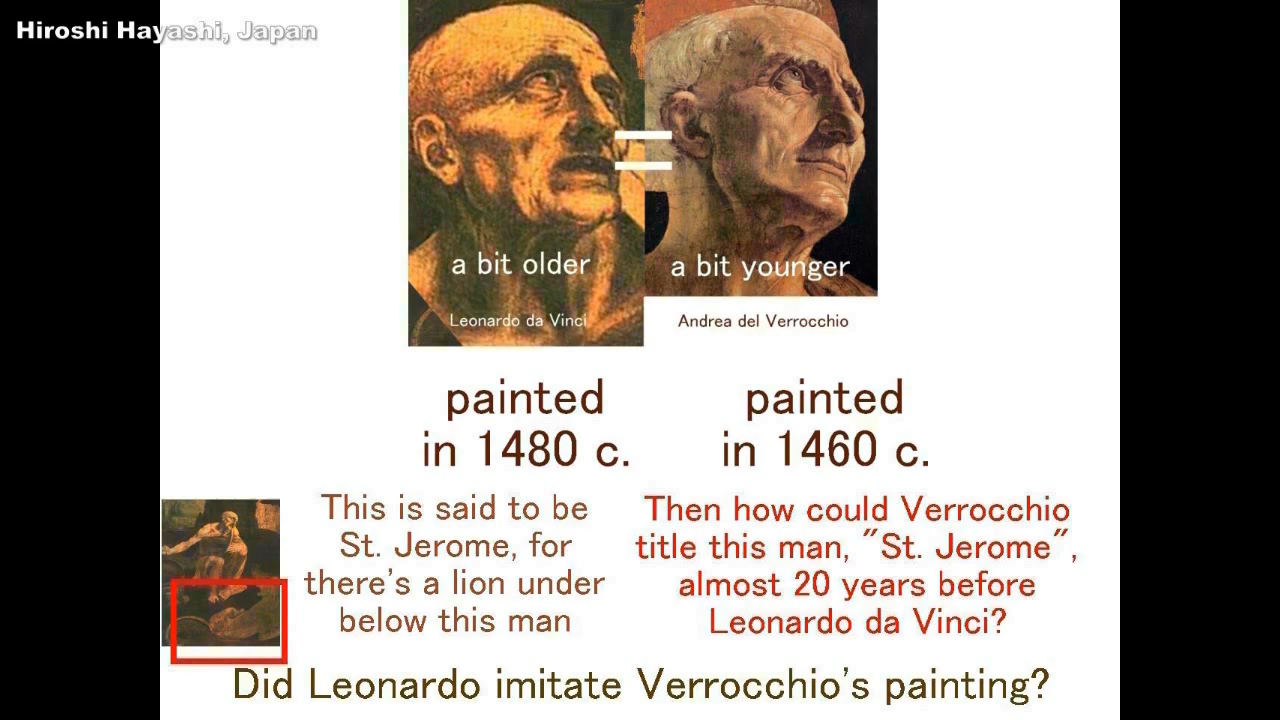 Hiroshi Hayashi, Japan
a bit older
a bit younger
Leonardo da Vinci
Andrea del Verrocchio
painted
in 1480 c.
painted
in 1460 c.
This is said to be
St. Jerome, for
there's a lion under
below this man
Then how could Verrocchio
title this man, "St. Jerome",
almost 20 years before
Leonardo da Vinci?
Did Leonardo imitate Verrocchio's painting?